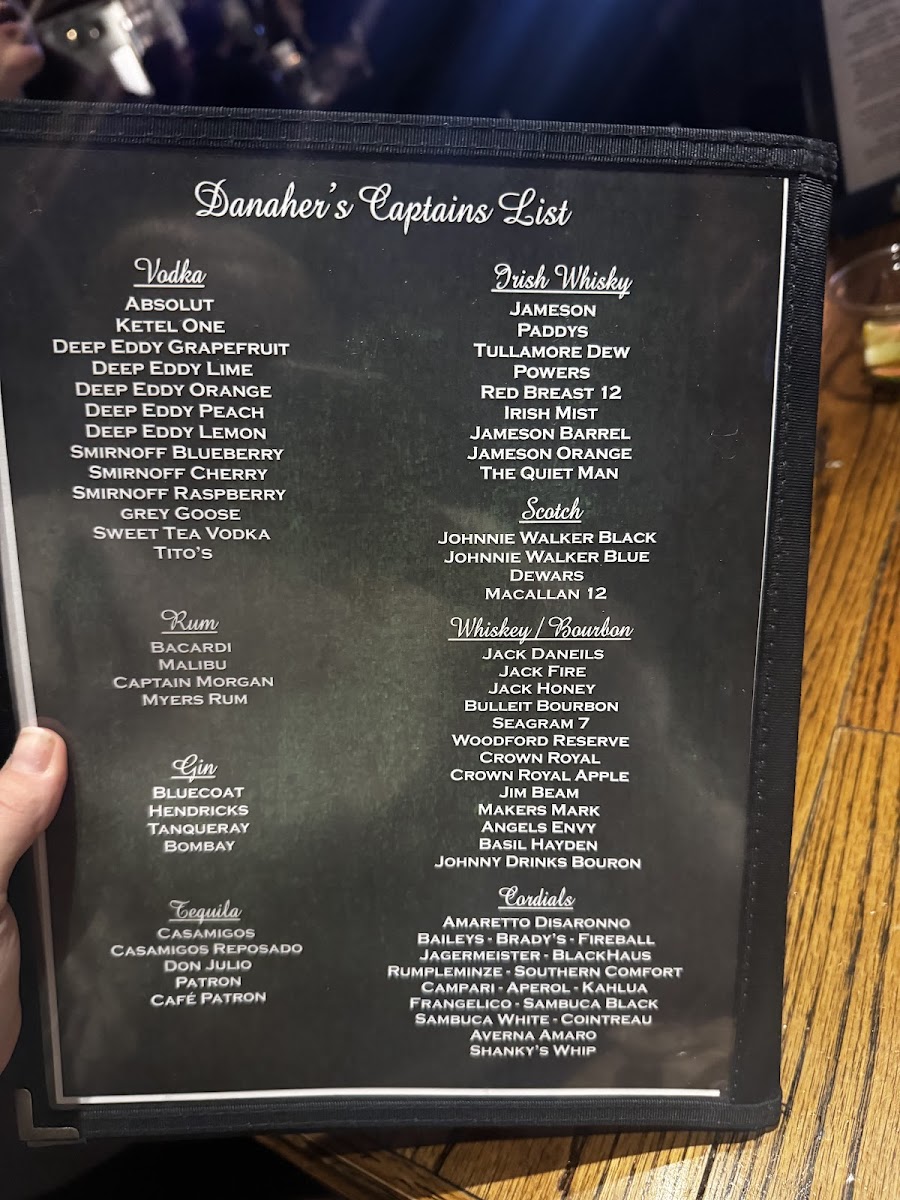 Danaher's Captains List
Vodka
Absolut
Ketel One
Deep Eddy Grapefruit
Deep Eddy Lime
Deep Eddy Orange
Deep Eddy Peach
Deep Eddy Lemon
Smirnoff Blueberry
Smirnoff Cherry
Smirnoff Raspberry
grey Goose
Sweet Tea Vodka
Tito's
Rum
Bacardi
Malibu
Captain Morgan
Myers Rum
Gin
Bluecoat
Hendricks
Tanqueray
Bombay
Tequila
Casamigos
Casamigos Reposado
Don Julio
Patron
Café Patron
Irish Whisky
Jameson
Paddys
Tullamore Dew
Powers
Red Breast 12
Irish Mist
Jameson Barrel
Jameson Orange
The Quiet Man
Scotch
Johnnie Walker Black
Johnnie Walker Blue
Dewars
Macallan 12
Whiskey / Bourbon
Jack Daneils
Jack Fire
Jack Honey
Bulleit Bourbon
Seagram 7
Woodford Reserve
Crown Royal
Crown Royal Apple
Jim Beam
Makers Mark
Angels Envy
Basil Hayden
Johnny Drinks Bouron
Cordials
Amaretto Disaronno
Baileys - Brady's - Fireball
Jagermeister - BlackHaus
Rumpleminze - Southern Comfort
Campari - Aperol - Kahlua
Frangelico - Sambuca Black
Sambuca White - Cointreau
Averna Amaro
Shanky's Whip